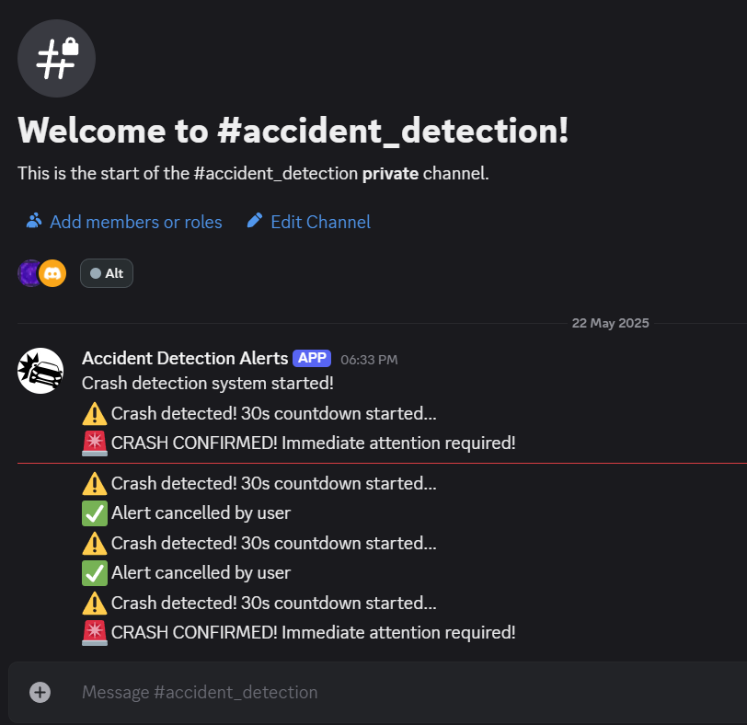 Welcome to #accident_detection!
This is the start of the #accident_detection private channel.
Add members or roles Edit Channel
Alt
22 May 2025
Accident Detection Alerts APP 06:33 PM
Crash detection system started!
⚠️ Crash detected! 30s countdown started...
🚨 CRASH CONFIRMED! Immediate attention required!
⚠️ Crash detected! 30s countdown started...
✅ Alert cancelled by user
⚠️ Crash detected! 30s countdown started...
✅ Alert cancelled by user
⚠️ Crash detected! 30s countdown started...
🚨 CRASH CONFIRMED! Immediate attention required!
Message #accident_detection